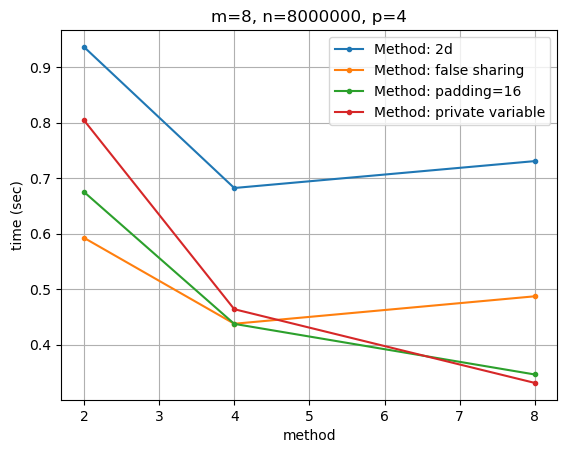 m=8, n=8000000, p=4
Method: 2d
Method: false sharing
Method: padding=16
Method: private variable
time (sec)
0.9
0.8
0.7
0.6
0.5
0.4
2 3 4 5 6 7 8
method